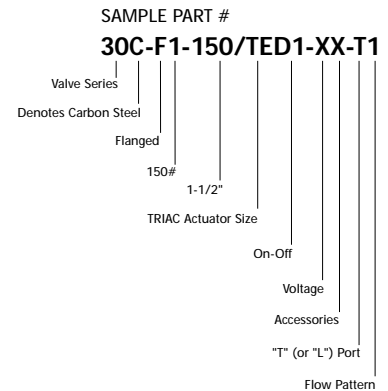 SAMPLE PART #
30C-F1-150/TED1-XX-T1
Valve Series
Denotes Carbon Steel
Flanged
150#
1-1/2"
TRIAC Actuator Size
On-Off
Voltage
Accessories
"T" (or "L") Port
Flow Pattern